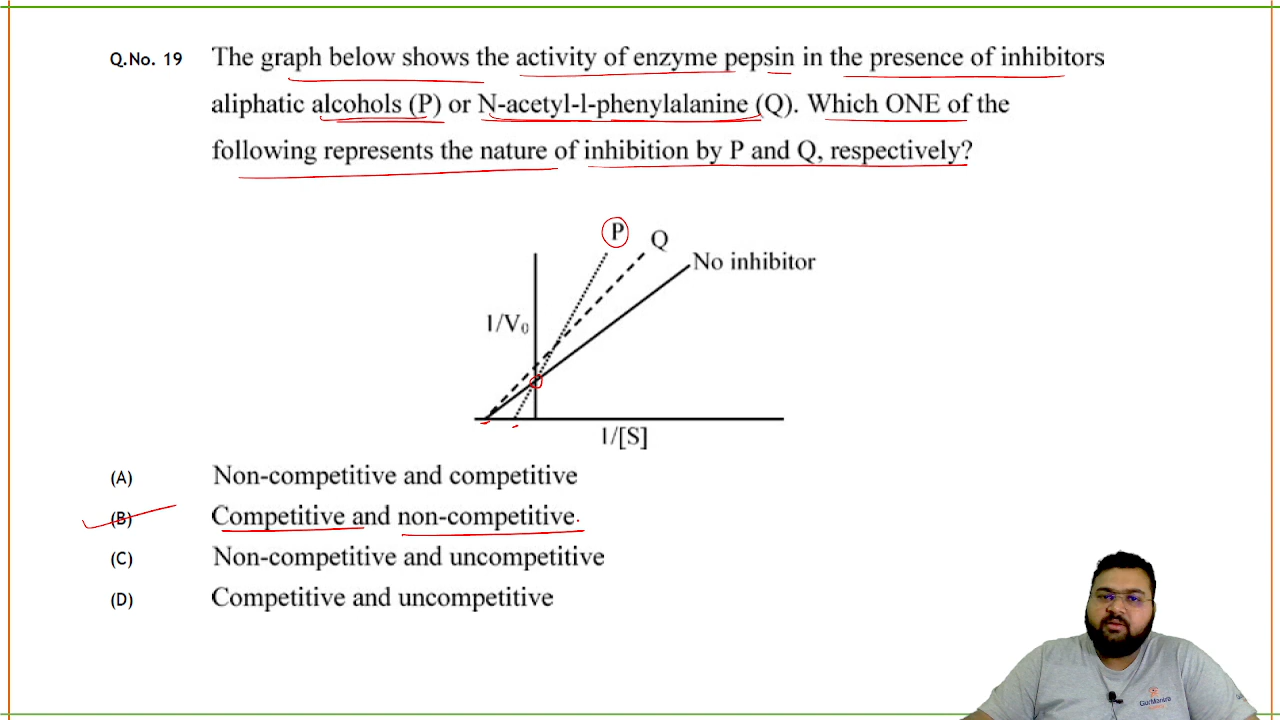 Q.No. 19 The graph below shows the activity of enzyme pepsin in the presence of inhibitors
aliphatic alcohols (P) or N-acetyl-l-phenylalanine (Q). Which ONE of the
following represents the nature of inhibition by P and Q, respectively?
P
Q
No inhibitor
1/V₀
1/[S]
(A) Non-competitive and competitive
(B) Competitive and non-competitive.
(C) Non-competitive and uncompetitive
(D) Competitive and uncompetitive
GurMantra